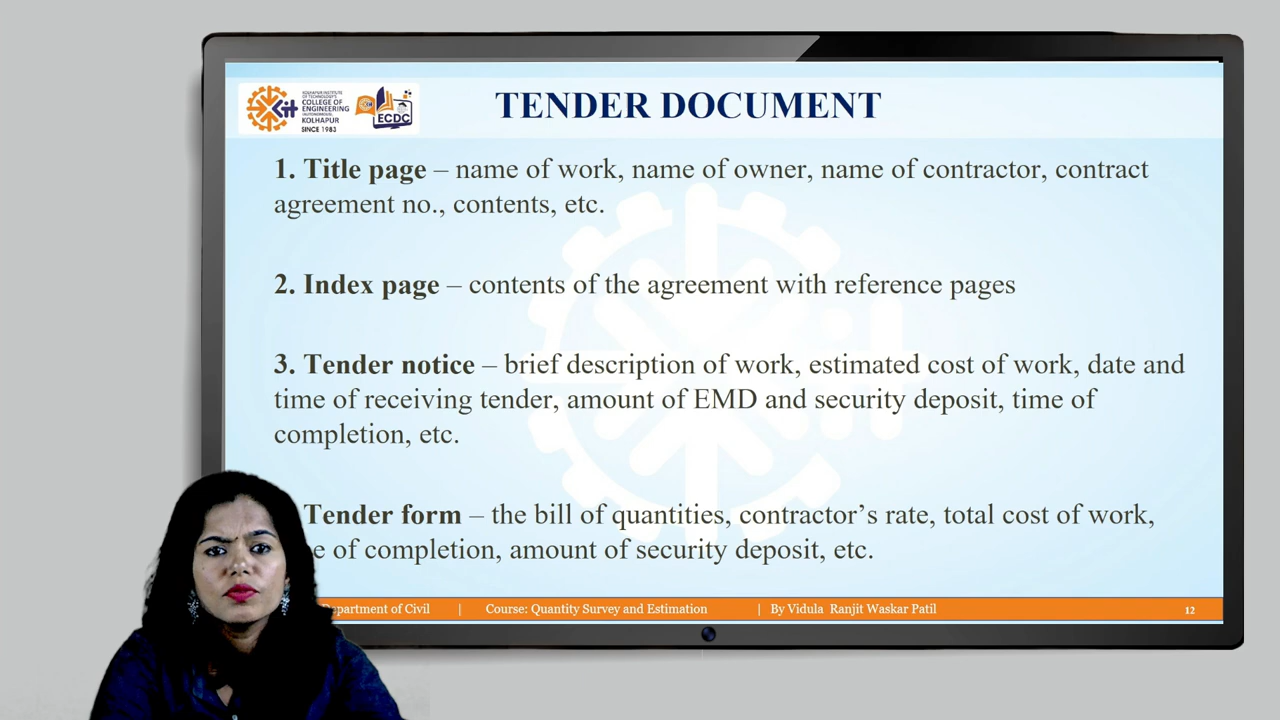 KOLHAPUR INSTITUTE
OF TECHNOLOGY'S
COLLEGE OF
ENGINEERING
(AUTONOMOUS),
KOLHAPUR
SINCE 1983
ECDC
TENDER DOCUMENT
1. Title page – name of work, name of owner, name of contractor, contract
agreement no., contents, etc.
2. Index page – contents of the agreement with reference pages
3. Tender notice – brief description of work, estimated cost of work, date and
time of receiving tender, amount of EMD and security deposit, time of
completion, etc.
Tender form – the bill of quantities, contractor's rate, total cost of work,
of completion, amount of security deposit, etc.
Department of Civil | Course: Quantity Survey and Estimation | By Vidula Ranjit Waskar Patil 12